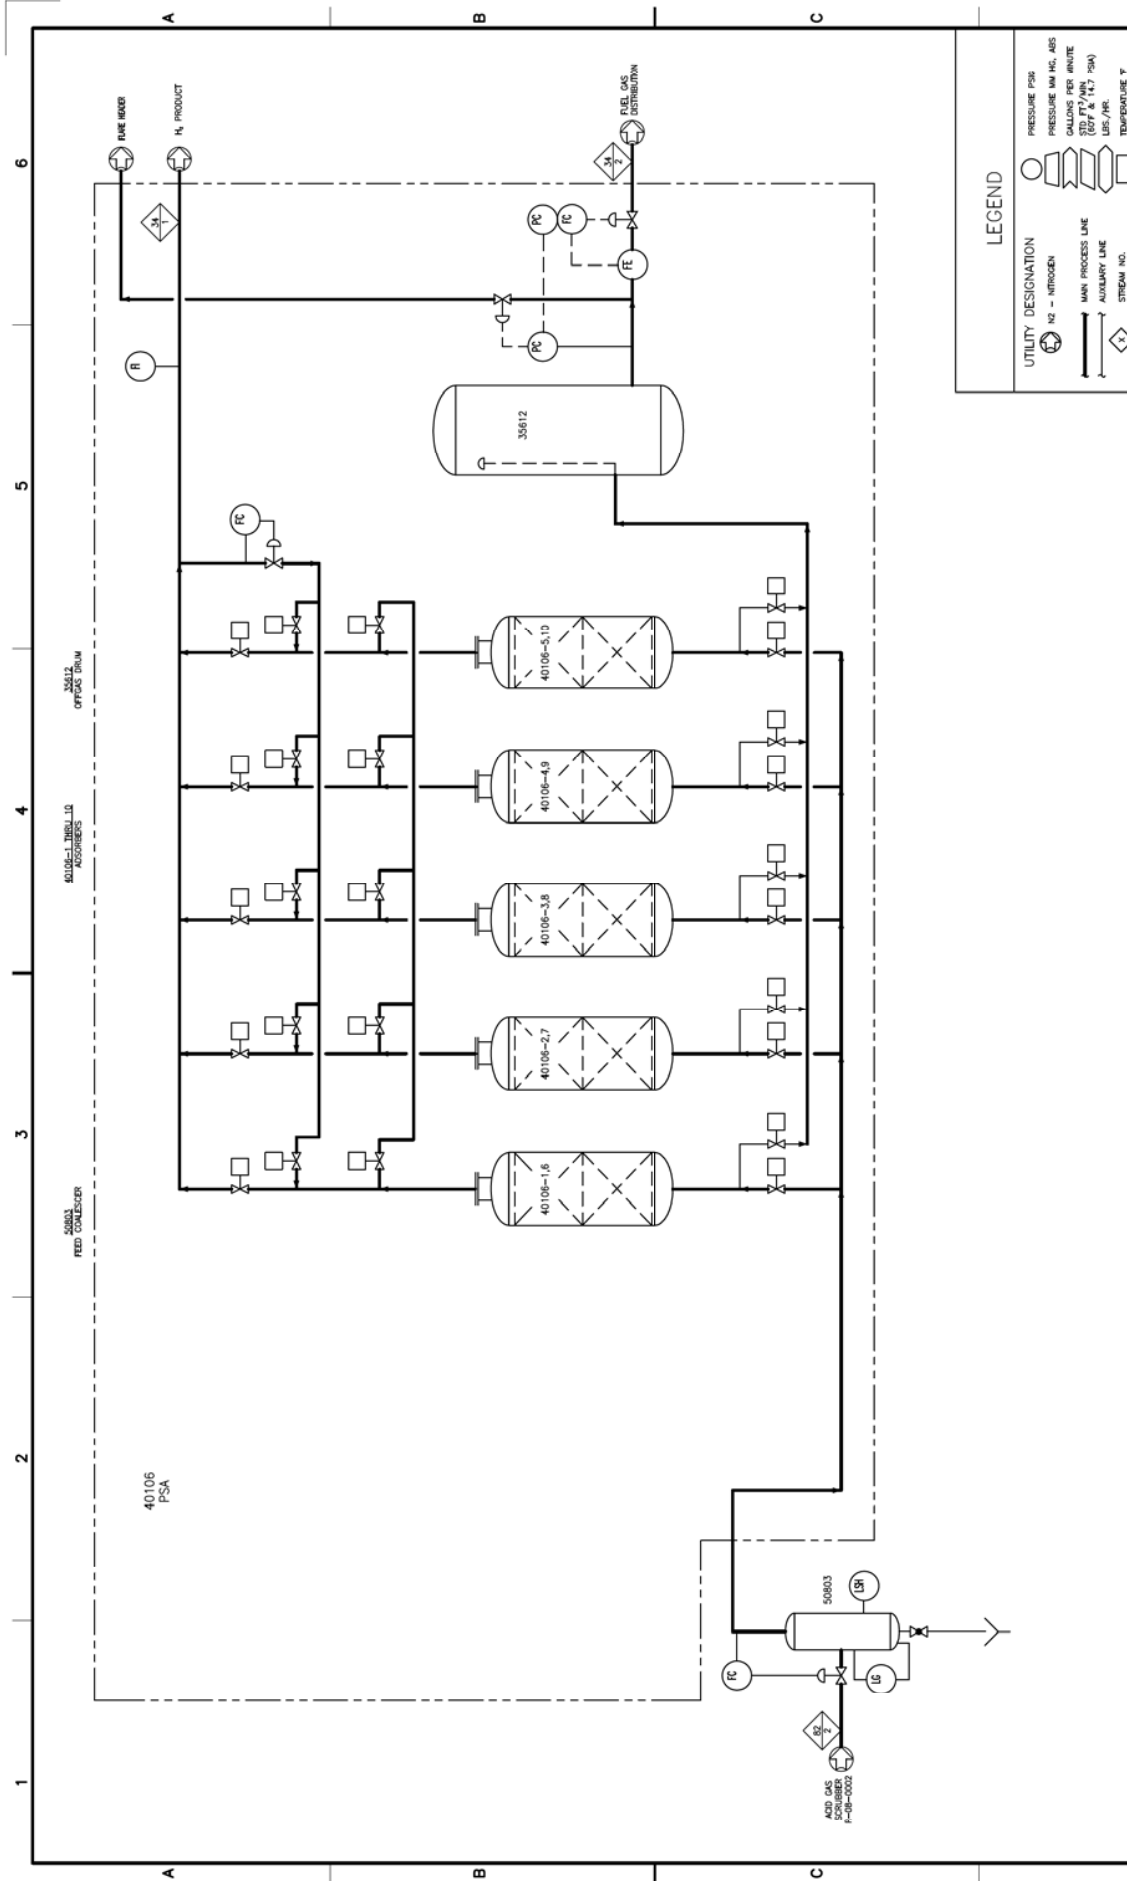 1
2
3
4
5
6
A
B
C
A
B
C
50803
FEED COALESCER
40106-1 THRU 10
ADSORBERS
35612
OFFGAS DRUM
40106
PSA
FLARE HEADER
H₂ PRODUCT
34
1
FC
PC
PC
FC
FE
34
2
FUEL GAS
DISTRIBUTION
35612
40106-1,6
40106-2,7
40106-3,8
40106-4,9
40106-5,10
ACID GAS
SCRUBBER
82
2
FC
LG
LSH
50803
LEGEND
UTILITY DESIGNATION
N2 - NITROGEN
MAIN PROCESS LINE
AUXILIARY LINE
X
STREAM NO.
PRESSURE PSIG
PRESSURE MM HG, ABS
GALLONS PER MINUTE
STD FT³/MIN
(60°F & 14.7 PSIA)
LBS./HR.
TEMPERATURE °F